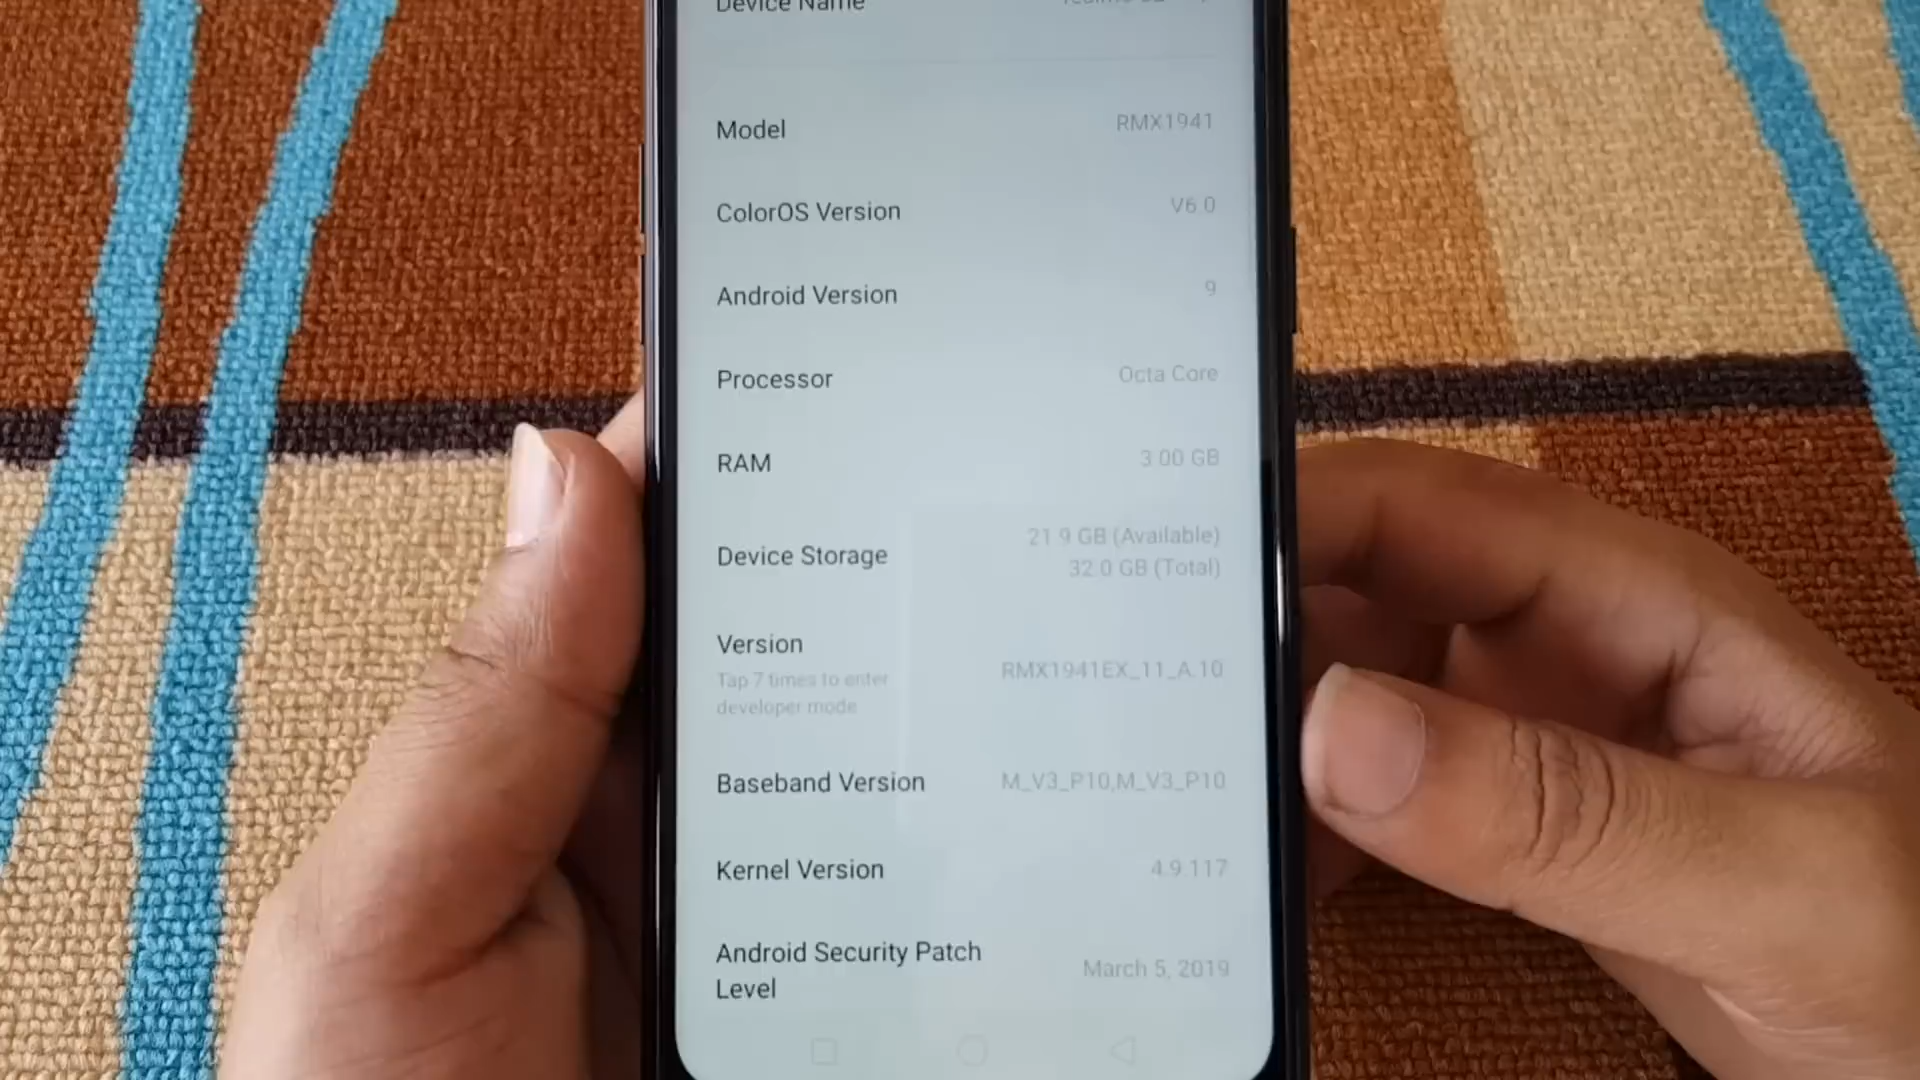 Device Name
Model RMX1941
ColorOS Version V6.0
Android Version 9
Processor Octa Core
RAM 3.00 GB
21.9 GB (Available)
Device Storage
32.0 GB (Total)
Version
RMX1941EX_11_A.10
Tap 7 times to enter
developer mode
Baseband Version M_V3_P10,M_V3_P10
Kernel Version 4.9.117
Android Security Patch
Level
March 5, 2019